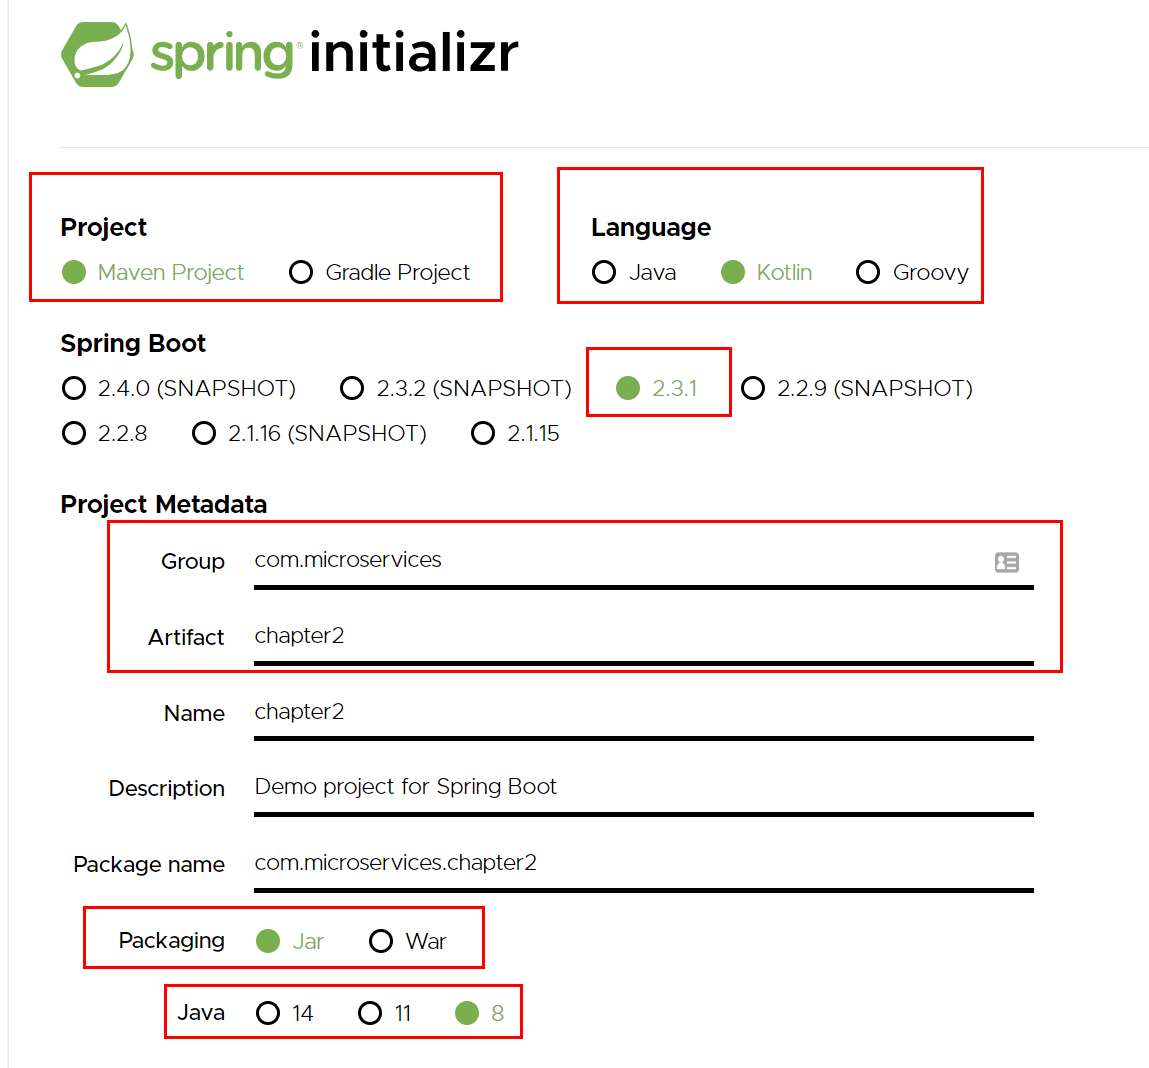 spring® initializr
Project
Maven Project Gradle Project
Language
Java Kotlin Groovy
Spring Boot
2.4.0 (SNAPSHOT) 2.3.2 (SNAPSHOT) 2.3.1 2.2.9 (SNAPSHOT)
2.2.8 2.1.16 (SNAPSHOT) 2.1.15
Project Metadata
Group com.microservices
Artifact chapter2
Name chapter2
Description Demo project for Spring Boot
Package name com.microservices.chapter2
Packaging Jar War
Java 14 11 8